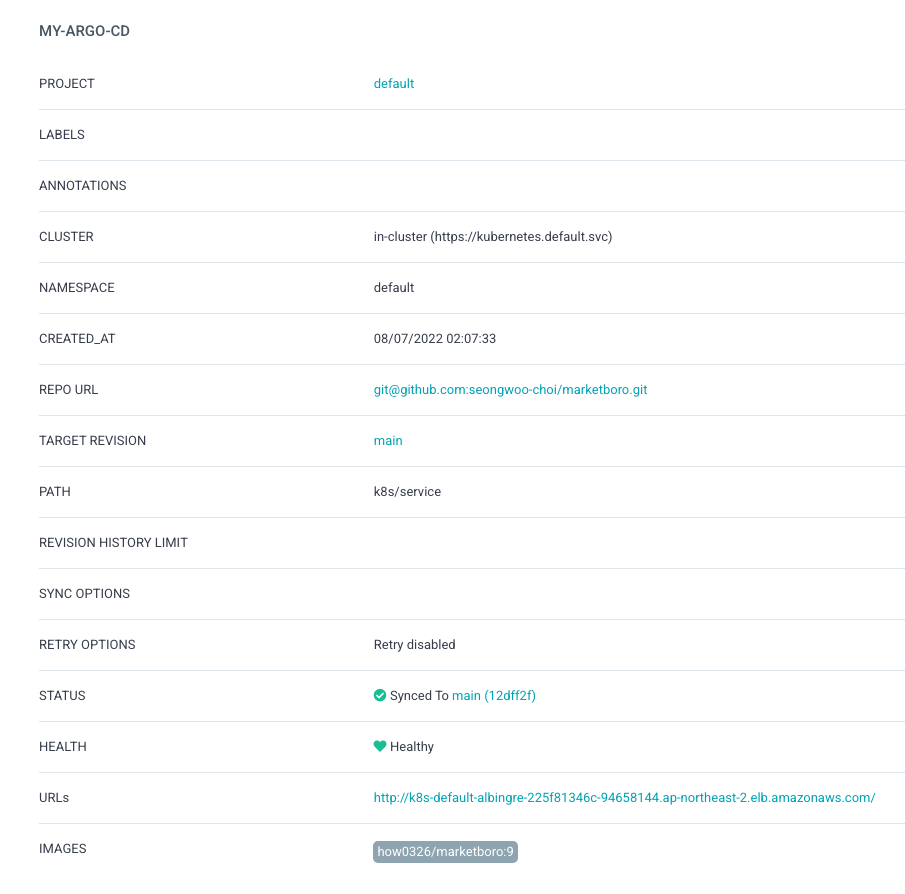 MY-ARGO-CD
PROJECT default
LABELS
ANNOTATIONS
CLUSTER in-cluster (https://kubernetes.default.svc)
NAMESPACE default
CREATED_AT 08/07/2022 02:07:33
REPO URL git@github.com:seongwoo-choi/marketboro.git
TARGET REVISION main
PATH k8s/service
REVISION HISTORY LIMIT
SYNC OPTIONS
RETRY OPTIONS Retry disabled
STATUS Synced To main (12dff2f)
HEALTH Healthy
URLs http://k8s-default-albingre-225f81346c-94658144.ap-northeast-2.elb.amazonaws.com/
IMAGES how0326/marketboro:9